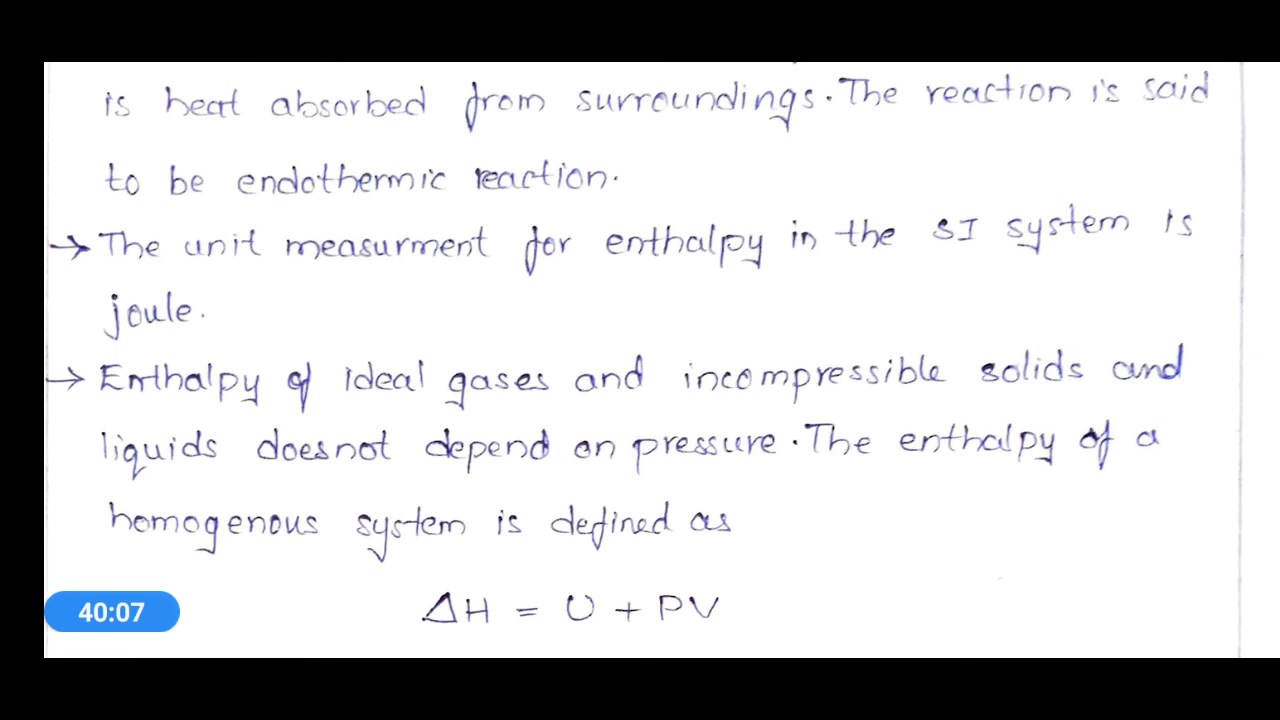 is heat absorbed from surroundings. The reaction is said
to be endothermic reaction.
→ The unit measurment for enthalpy in the SI system is
joule.
→ Enthalpy of ideal gases and incompressible solids and
liquids doesnot depend on pressure. The enthalpy of a
homogenous system is defined as
ΔH = U + PV
40:07